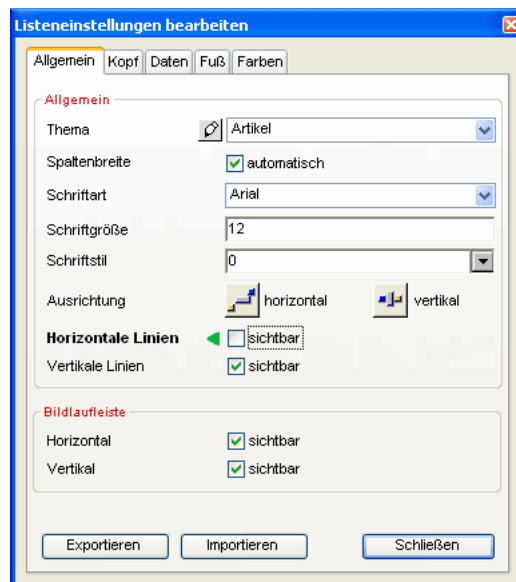 Listeneinstellungen bearbeiten
Allgemein Kopf Daten Fuß Farben
Allgemein
Thema Artikel
Spaltenbreite automatisch
Schriftart Arial
Schriftgröße 12
Schriftstil 0
Ausrichtung horizontal vertikal
Horizontale Linien sichtbar
Vertikale Linien sichtbar
Bildlaufleiste
Horizontal sichtbar
Vertikal sichtbar
Exportieren Importieren Schließen